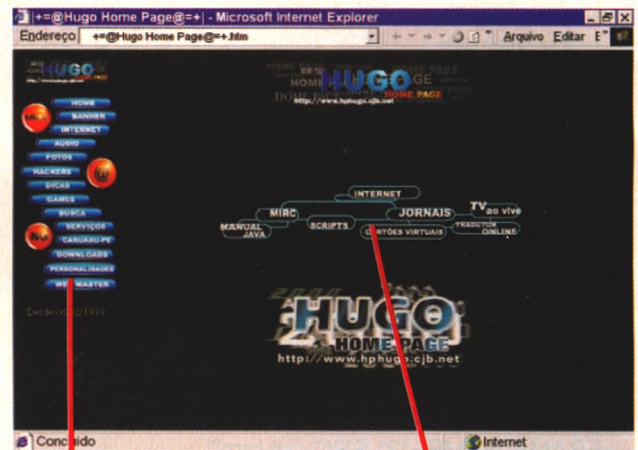 +=@Hugo Home Page@=+| - Microsoft Internet Explorer
Endereço +=@Hugo Home Page@=+.htm Arquivo Editar
HUGO
HOME
BANNER
INTERNET
AUDIO
FOTOS
HACKERS
DICAS
GAMES
BUSCA
SERVIÇOS
CARUARU-PE
DOWNLOADS
PERSONALIDADES
WEBMASTER
Desde
HUGO
HOME PAGE
http://www.hphugo.cjb.net
INTERNET
MIRC
JORNAIS
TV ao vivo
MANUAL JAVA
SCRIPTS
CARTÕES VIRTUAIS
TRADUTOR ONLINE
HUGO
HOME PAGE
http://www.hphugo.cjb.net
Concluído Internet